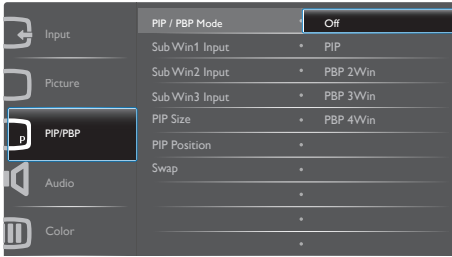 Input
Picture
P
PIP/PBP
Audio
Color
PIP / PBP Mode
Sub Win1 Input
Sub Win2 Input
Sub Win3 Input
PIP Size
PIP Position
Swap
Off
PIP
PBP 2Win
PBP 3Win
PBP 4Win